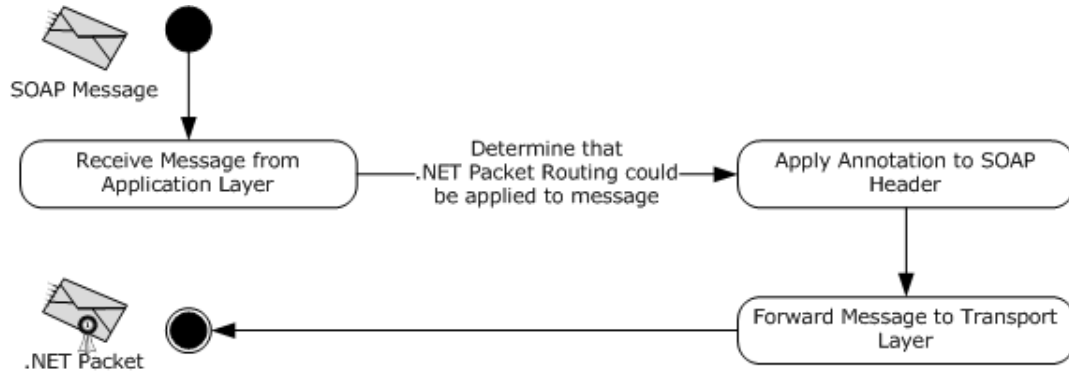 SOAP Message
Receive Message from
Application Layer
Determine that
.NET Packet Routing could
be applied to message
Apply Annotation to SOAP
Header
Forward Message to Transport
Layer
.NET Packet